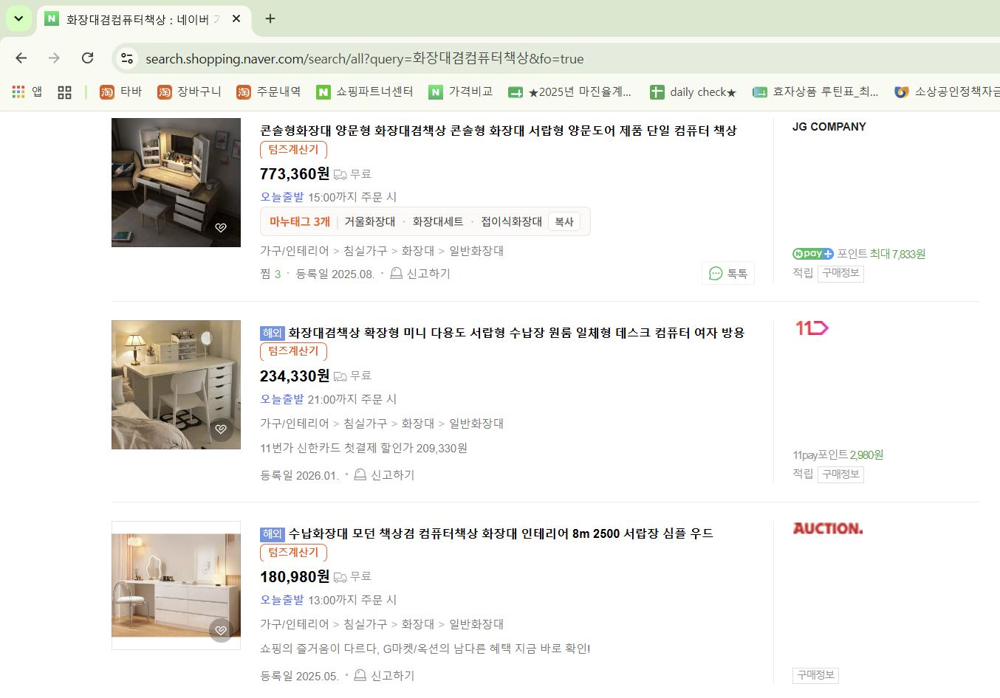 화장대겸컴퓨터책상 : 네이버
search.shopping.naver.com/search/all?query=화장대겸컴퓨터책상&fo=true
앱
타바
장바구니
주문내역
쇼핑파트너센터
가격비교
★2025년 마진율계...
daily check★
효자상품 루틴표_최...
소상공인정책자금
콘솔형화장대 양문형 화장대겸책상 콘솔형 화장대 서랍형 양문도어 제품 단일 컴퓨터 책상
JG COMPANY
텀즈계산기
773,360원 무료
오늘출발 15:00까지 주문 시
마누태그 3개 | 거울화장대 · 화장대세트 · 접이식화장대 복사
가구/인테리어 > 침실가구 > 화장대 > 일반화장대
Npay+ 포인트 최대 7,833원
찜 3 · 등록일 2025.08. · 신고하기
톡톡
적립 구매정보
해외 화장대겸책상 확장형 미니 다용도 서랍형 수납장 원룸 일체형 데스크 컴퓨터 여자 방용
11
텀즈계산기
234,330원 무료
오늘출발 21:00까지 주문 시
가구/인테리어 > 침실가구 > 화장대 > 일반화장대
11번가 신한카드 첫결제 할인가 209,330원
11pay포인트 2,980원
등록일 2026.01. · 신고하기
적립 구매정보
해외 수납화장대 모던 책상겸 컴퓨터책상 화장대 인테리어 8m 2500 서랍장 심플 우드
AUCTION.
텀즈계산기
180,980원 무료
오늘출발 13:00까지 주문 시
가구/인테리어 > 침실가구 > 화장대 > 일반화장대
쇼핑의 즐거움이 다르다, G마켓/옥션의 남다른 혜택 지금 바로 확인!
등록일 2025.05. · 신고하기
구매정보